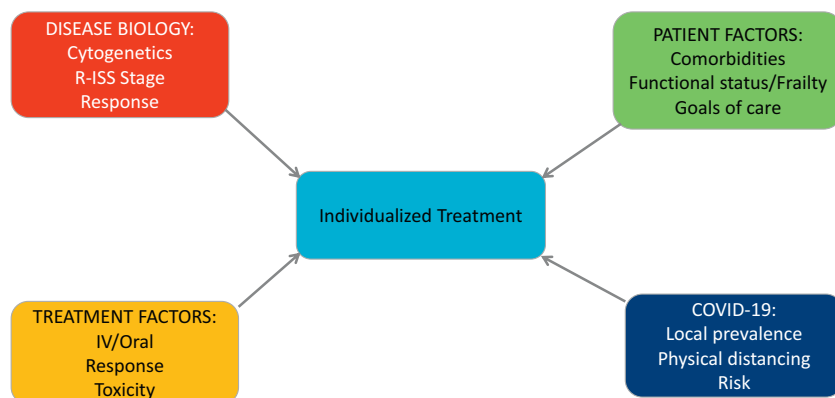 DISEASE BIOLOGY:
Cytogenetics
R-ISS Stage
Response
PATIENT FACTORS:
Comorbidities
Functional status/Frailty
Goals of care
Individualized Treatment
TREATMENT FACTORS:
IV/Oral
Response
Toxicity
COVID-19:
Local prevalence
Physical distancing
Risk